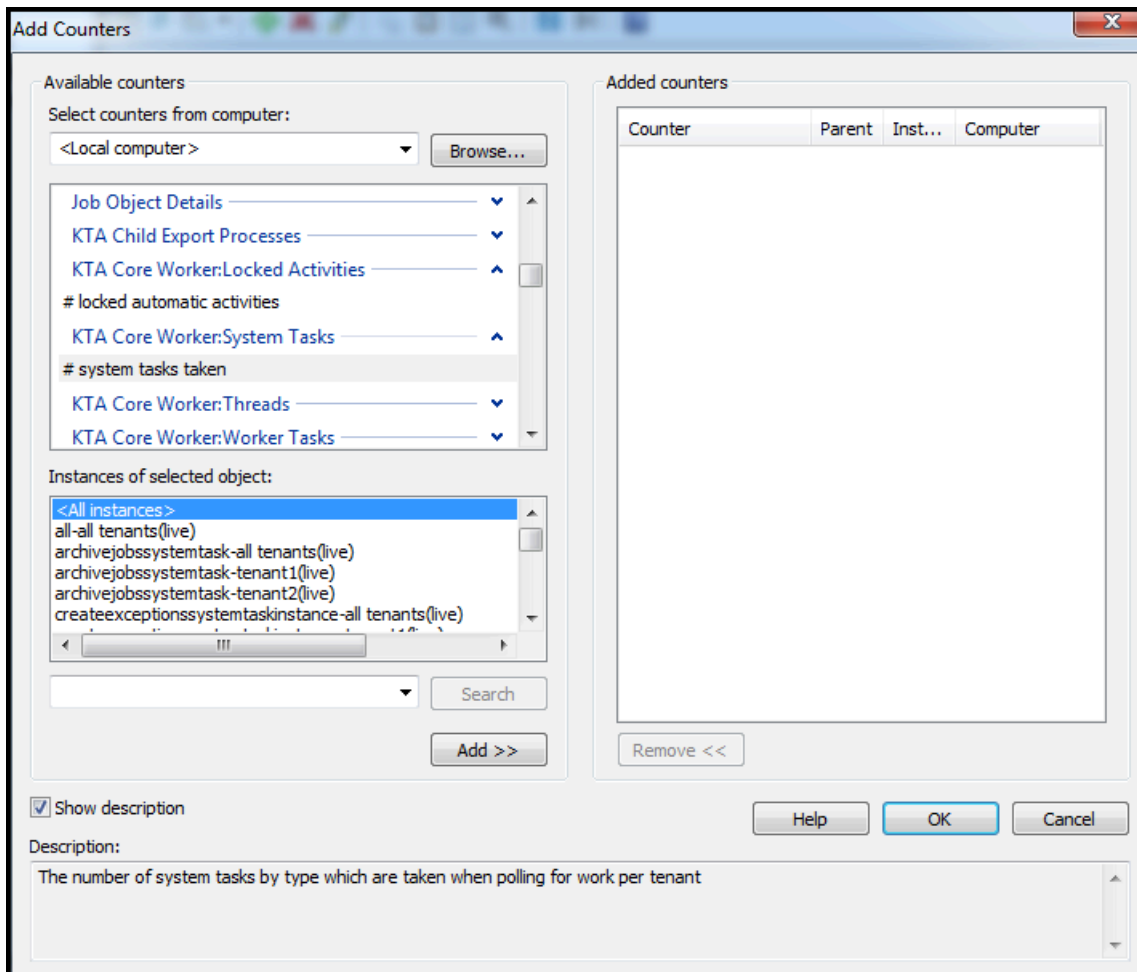 Add Counters
Available counters
Select counters from computer:
<Local computer>
Browse...
Job Object Details
KTA Child Export Processes
KTA Core Worker:Locked Activities
# locked automatic activities
KTA Core Worker:System Tasks
# system tasks taken
KTA Core Worker:Threads
KTA Core Worker:Worker Tasks
Instances of selected object:
<All instances>
all-all tenants(live)
archivejobssystemtask-all tenants(live)
archivejobssystemtask-tenant1(live)
archivejobssystemtask-tenant2(live)
createexceptionssystemtaskinstance-all tenants(live)
Search
Add >>
Added counters
Counter Parent Inst... Computer
Remove <<
Show description
Help OK Cancel
Description:
The number of system tasks by type which are taken when polling for work per tenant